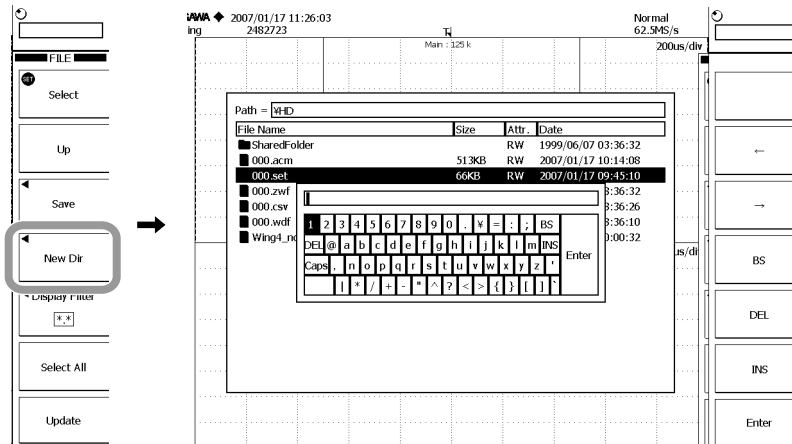 FILE
SET
Select
Up
Save
New Dir
Display Filter
*.*
Select All
Update
2007/01/17 11:26:03
2482723
Normal
62.5MS/s
Main : 125 k
200us/div
Path = ¥HD
File Name Size Attr. Date
SharedFolder RW 1999/06/07 03:36:32
000.acm 513KB RW 2007/01/17 10:14:08
000.set 66KB RW 2007/01/17 09:45:10
000.zwf 3:36:32
000.csv 3:36:26
000.wdf 3:36:10
Wing4_ 0:00:32
1 2 3 4 5 6 7 8 9 0 . ¥ = : ; BS
DEL @ a b c d e f g h i j k l m INS
Caps . n o p q r s t u v w x y z '
| * / + - " ^ ? < > { } [ ] `
Enter
us/di
←
→
BS
DEL
INS
Enter